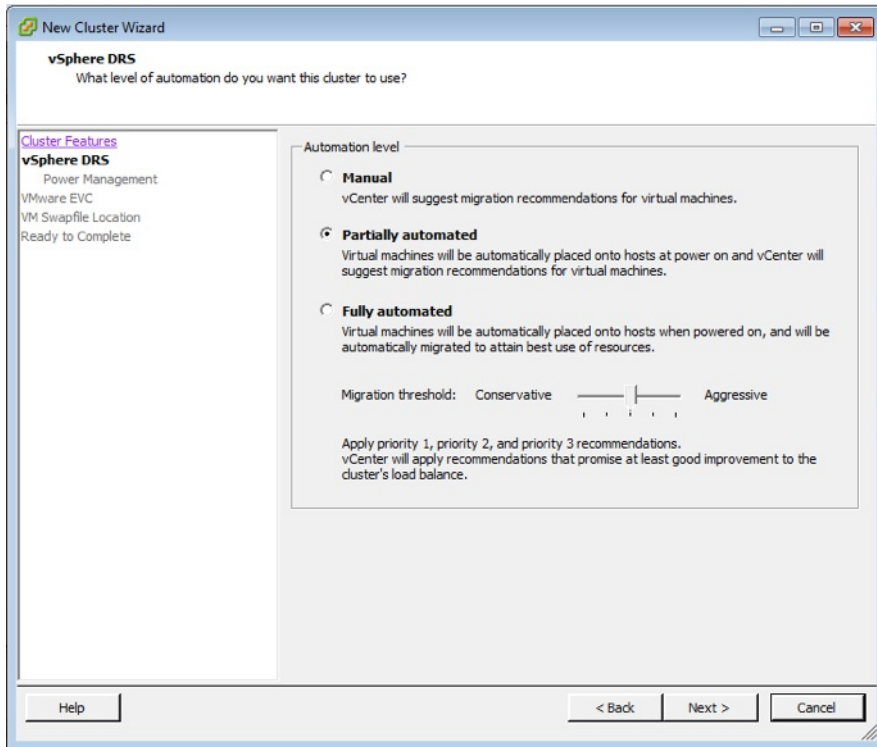 New Cluster Wizard
vSphere DRS
What level of automation do you want this cluster to use?
Cluster Features
vSphere DRS
Power Management
VMware EVC
VM Swapfile Location
Ready to Complete
Automation level
Manual
vCenter will suggest migration recommendations for virtual machines.
Partially automated
Virtual machines will be automatically placed onto hosts at power on and vCenter will
suggest migration recommendations for virtual machines.
Fully automated
Virtual machines will be automatically placed onto hosts when powered on, and will be
automatically migrated to attain best use of resources.
Migration threshold: Conservative Aggressive
Apply priority 1, priority 2, and priority 3 recommendations.
vCenter will apply recommendations that promise at least good improvement to the
cluster's load balance.
Help < Back Next > Cancel